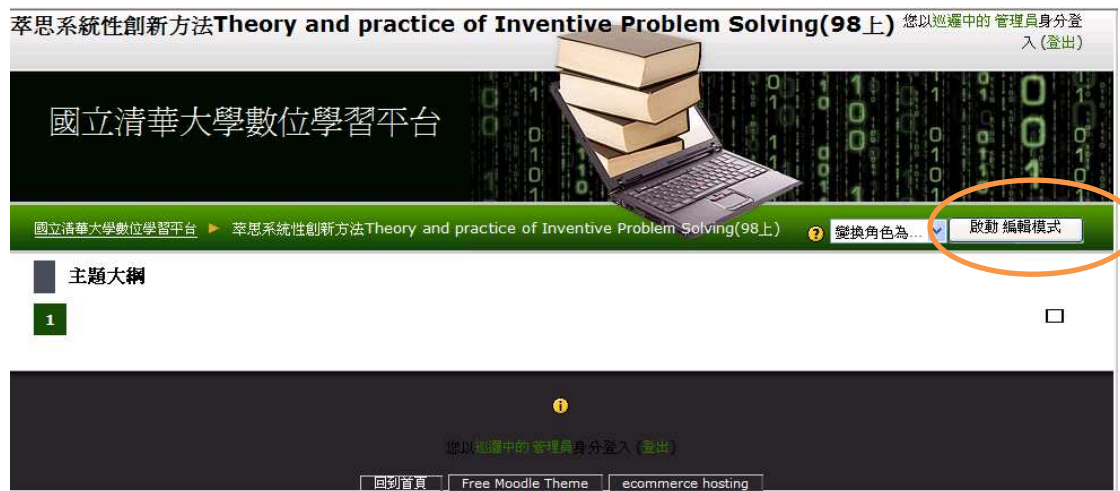 萃思系統性創新方法Theory and practice of Inventive Problem Solving(98上)
您以巡邏中的 管理員身分登
入 (登出)
國立清華大學數位學習平台
國立清華大學數位學習平台 ► 萃思系統性創新方法Theory and practice of Inventive Problem Solving(98上)
變換角色為...
啟動 編輯模式
主題大綱
1
您以巡邏中的 管理員身分登入 (登出)
回到首頁
Free Moodle Theme
ecommerce hosting